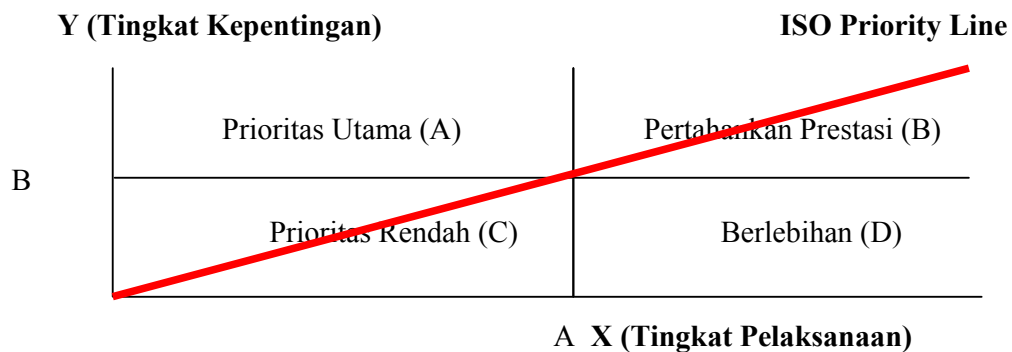 Y (Tingkat Kepentingan) ISO Priority Line
Prioritas Utama (A) Pertahankan Prestasi (B)
B
Prioritas Rendah (C) Berlebihan (D)
A X (Tingkat Pelaksanaan)